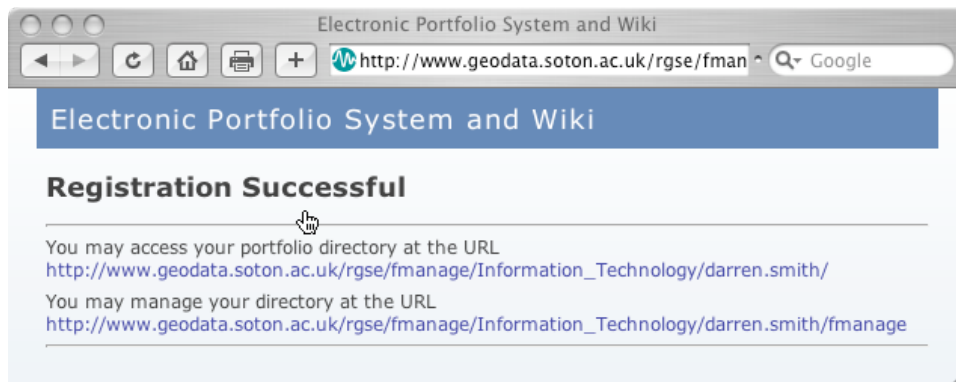 Electronic Portfolio System and Wiki
http://www.geodata.soton.ac.uk/rgse/fman
Google
Electronic Portfolio System and Wiki
Registration Successful
You may access your portfolio directory at the URL
http://www.geodata.soton.ac.uk/rgse/fmanage/Information_Technology/darren.smith/
You may manage your directory at the URL
http://www.geodata.soton.ac.uk/rgse/fmanage/Information_Technology/darren.smith/fmanage